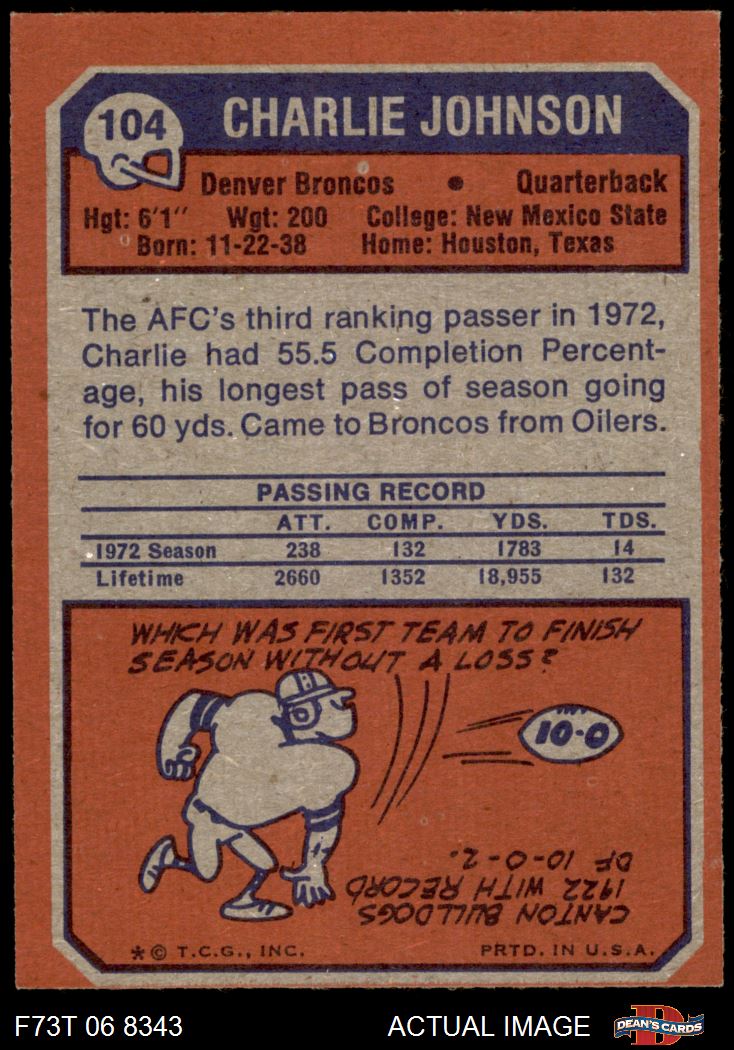 104
CHARLIE JOHNSON
Denver Broncos • Quarterback
Hgt: 6'1" Wgt: 200 College: New Mexico State
Born: 11-22-38 Home: Houston, Texas
The AFC's third ranking passer in 1972,
Charlie had 55.5 Completion Percent-
age, his longest pass of season going
for 60 yds. Came to Broncos from Oilers.
PASSING RECORD
ATT. COMP. YDS. TDS.
1972 Season 238 132 1783 14
Lifetime 2660 1352 18,955 132
WHICH WAS FIRST TEAM TO FINISH
SEASON WITHOUT A LOSS?
10-0
CANTON BULLDOGS
1922 WITH RECORD
OF 10-0-2.
*© T.C.G., INC. PRTD. IN U.S.A.
F73T 06 8343 ACTUAL IMAGE
D
DEAN'S CARDS